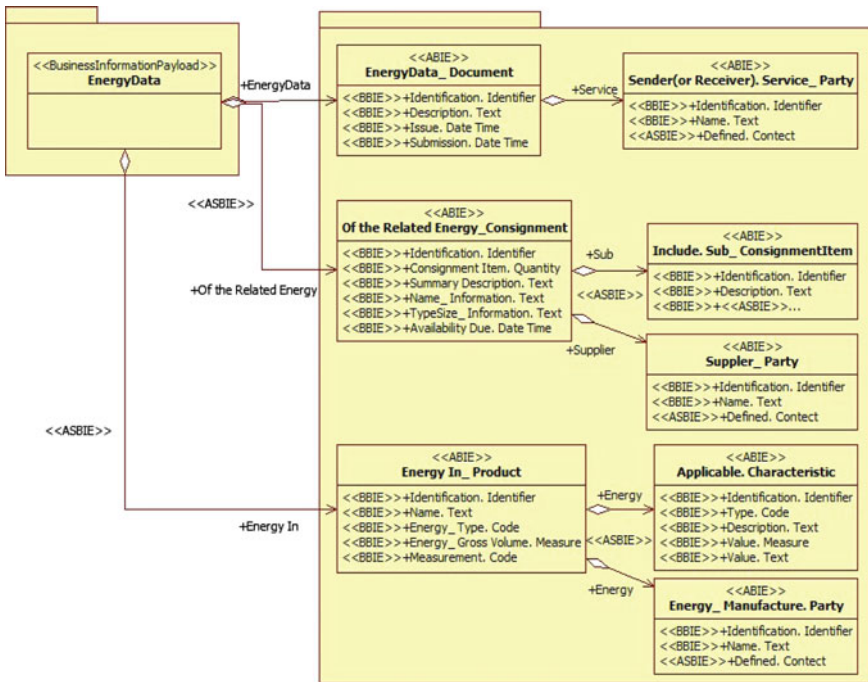 <<BusinessInformationPayload>>
EnergyData
+EnergyData
<<ABIE>>
EnergyData_ Document
<<BBIE>>+Identification. Identifier
<<BBIE>>+Description. Text
<<BBIE>>+Issue. Date Time
<<BBIE>>+Submission. Date Time
+Service
<<ABIE>>
Sender(or Receiver). Service_ Party
<<BBIE>>+Identification. Identifier
<<BBIE>>+Name. Text
<<ASBIE>>+Defined. Contect
<<ASBIE>>
+Of the Related Energy
<<ABIE>>
Of the Related Energy_Consignment
<<BBIE>>+Identification. Identifier
<<BBIE>>+Consignment Item. Quantity
<<BBIE>>+Summary Description. Text
<<BBIE>>+Name_ Information. Text
<<BBIE>>+TypeSize_ Information. Text
<<BBIE>>+Availability Due. Date Time
+Sub
<<ASBIE>>
+Supplier
<<ABIE>>
Include. Sub_ ConsignmentItem
<<BBIE>>+Identification. Identifier
<<BBIE>>+Description. Text
<<BBIE>>+<<ASBIE>>...
<<ABIE>>
Suppler_ Party
<<BBIE>>+Identification. Identifier
<<BBIE>>+Name. Text
<<ASBIE>>+Defined. Contect
<<ASBIE>>
+Energy In
<<ABIE>>
Energy In_ Product
<<BBIE>>+Identification. Identifier
<<BBIE>>+Name. Text
<<BBIE>>+Energy_Type. Code
<<BBIE>>+Energy_ Gross Volume. Measure
<<BBIE>>+Measurement. Code
+Energy
<<ASBIE>>
+Energy
<<ABIE>>
Applicable. Characteristic
<<BBIE>>+Identification. Identifier
<<BBIE>>+Type. Code
<<BBIE>>+Description. Text
<<BBIE>>+Value. Measure
<<BBIE>>+Value. Text
<<ABIE>>
Energy_ Manufacture. Party
<<BBIE>>+Identification. Identifier
<<BBIE>>+Name. Text
<<ASBIE>>+Defined. Contect